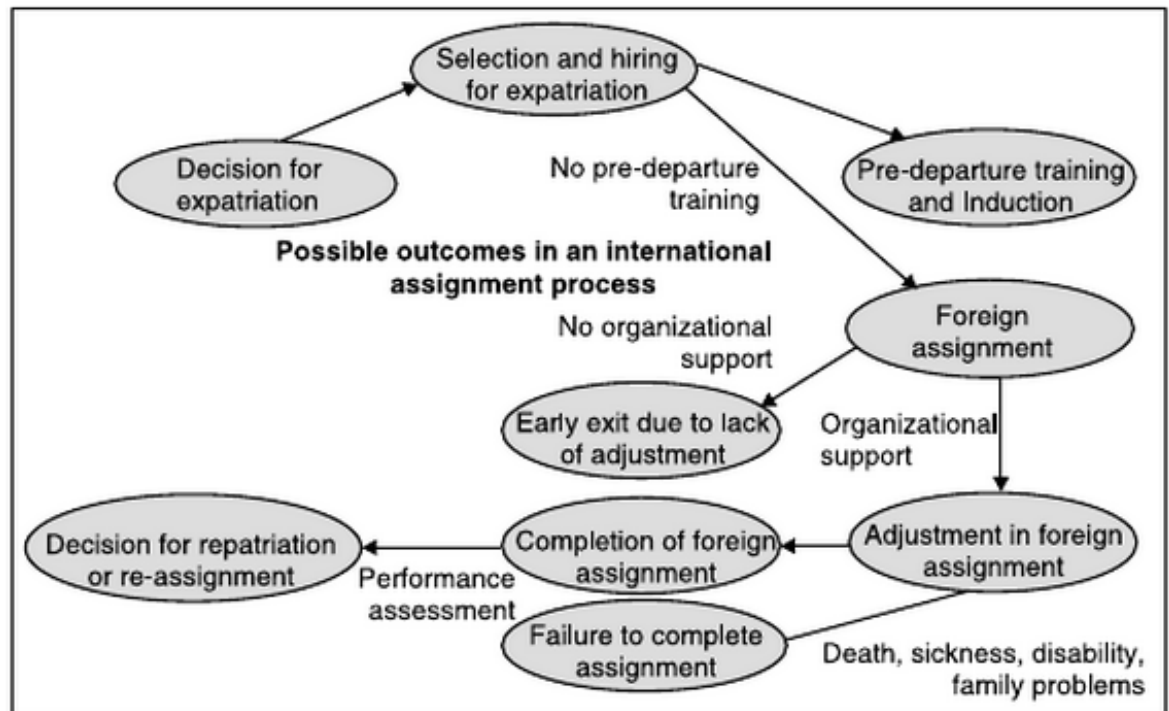 Selection and hiring
for expatriation
Decision for
expatriation
No pre-departure
training
Pre-departure training
and Induction
Possible outcomes in an international
assignment process
No organizational
support
Foreign
assignment
Early exit due to lack
of adjustment
Organizational
support
Decision for repatriation
or re-assignment
Performance
assessment
Completion of foreign
assignment
Adjustment in foreign
assignment
Failure to complete
assignment
Death, sickness, disability,
family problems